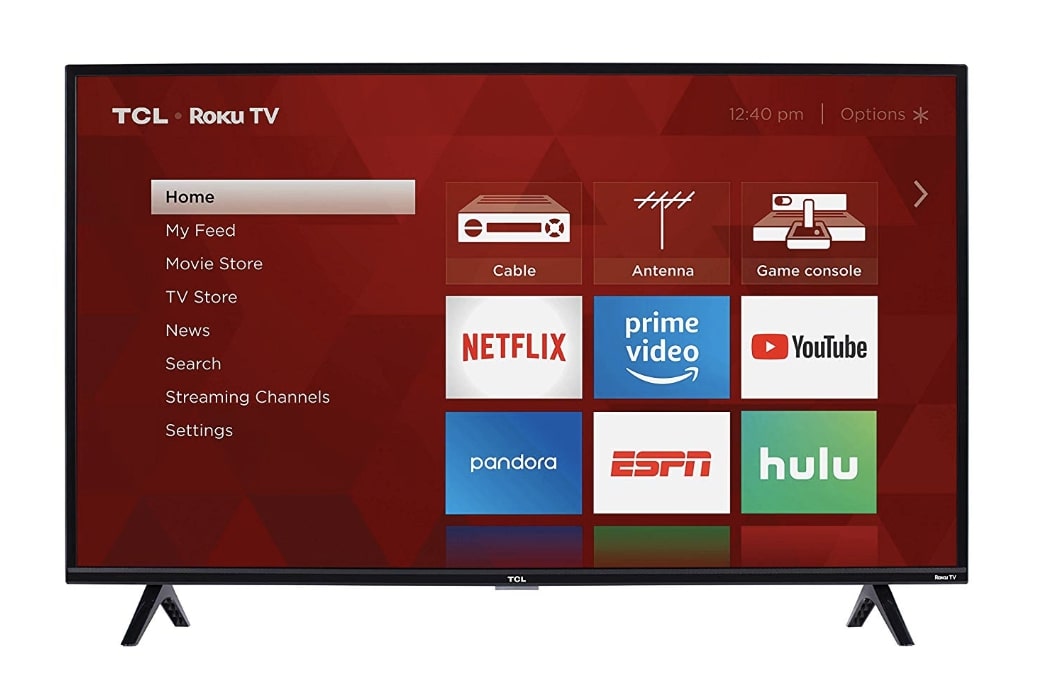 TCL • Roku TV
12:40 pm | Options
Home
My Feed
Movie Store
TV Store
News
Search
Streaming Channels
Settings
Cable
Antenna
Game console
NETFLIX
prime
video
YouTube
pandora
ESPN
hulu
TCL
Roku TV